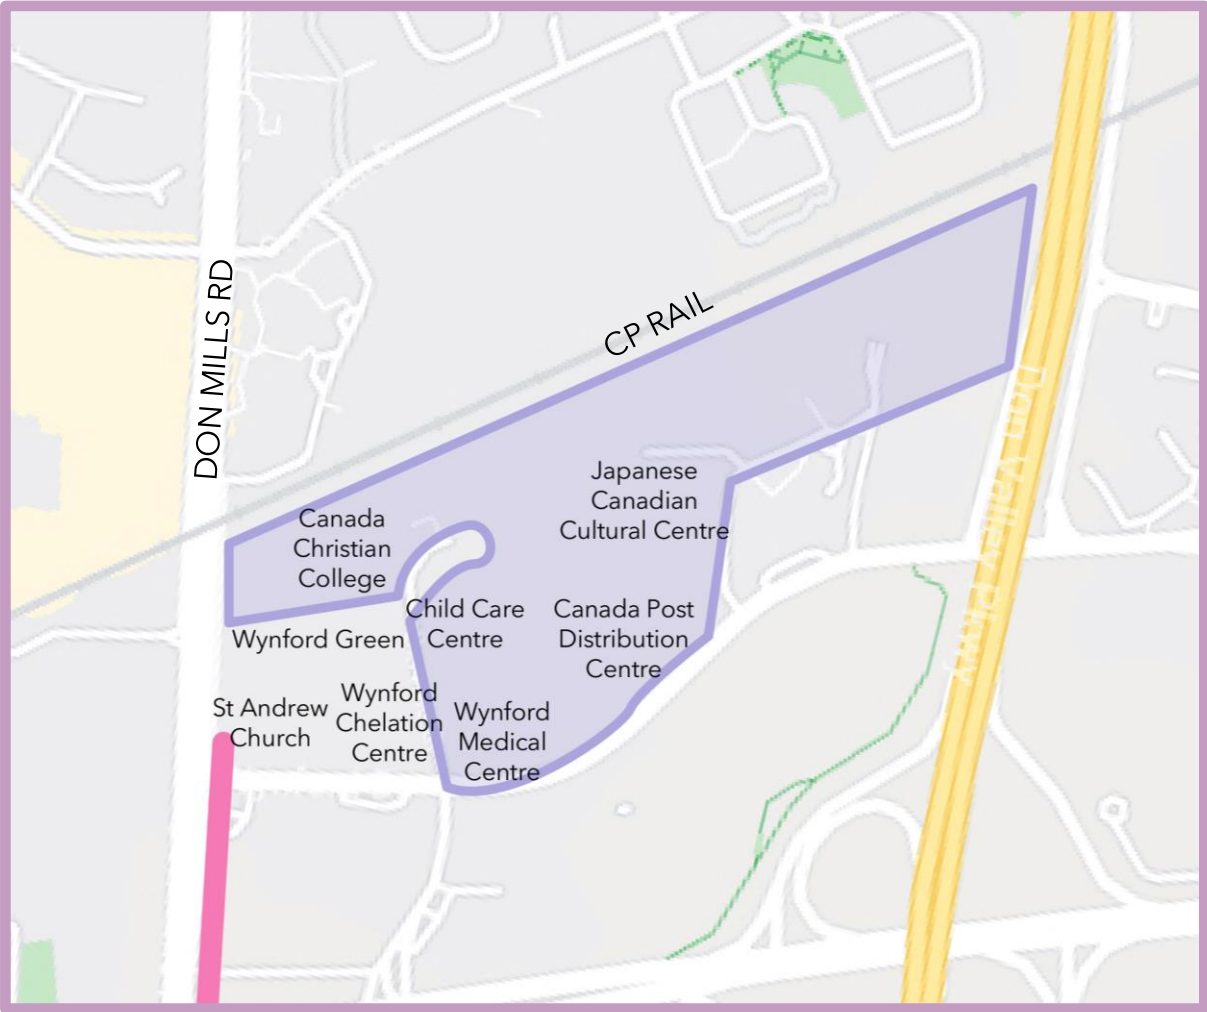 DON MILLS RD
CP RAIL
Don Valley Pkwy
Japanese
Canadian
Cultural Centre
Canada
Christian
College
Child Care
Centre
Canada Post
Distribution
Centre
Wynford Green
St Andrew
Church
Wynford
Chelation
Centre
Wynford
Medical
Centre